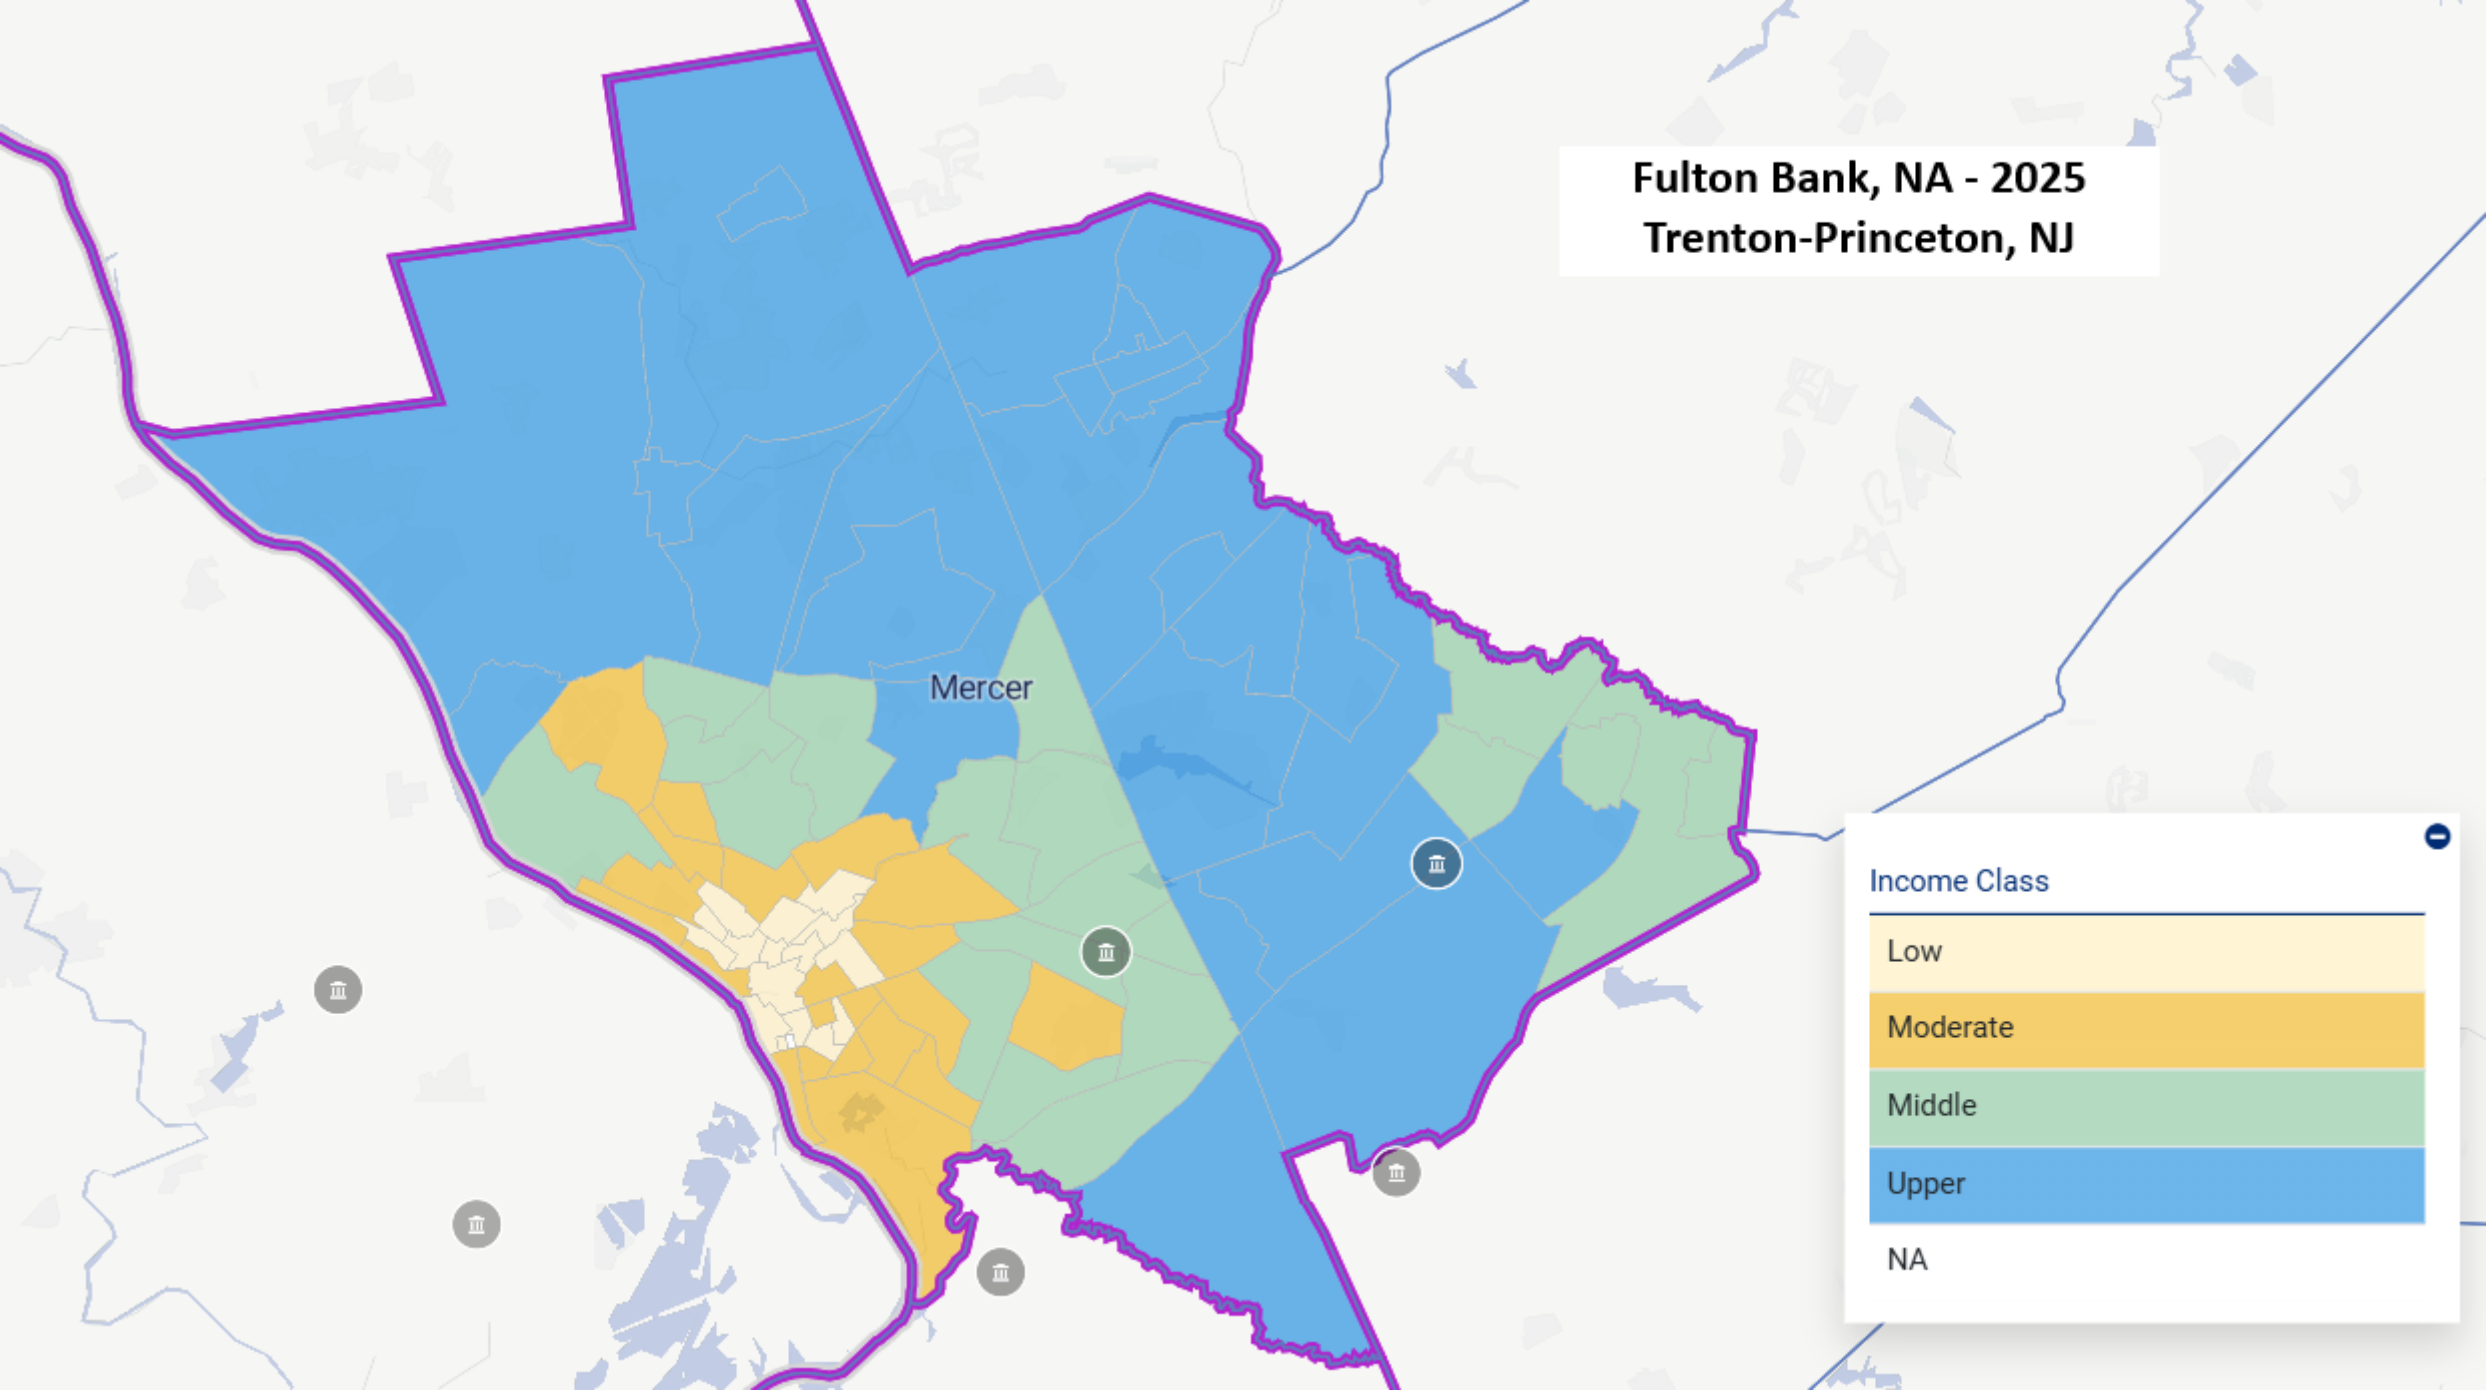 Fulton Bank, NA - 2025
Trenton-Princeton, NJ
Mercer
Income Class
Low
Moderate
Middle
Upper
NA